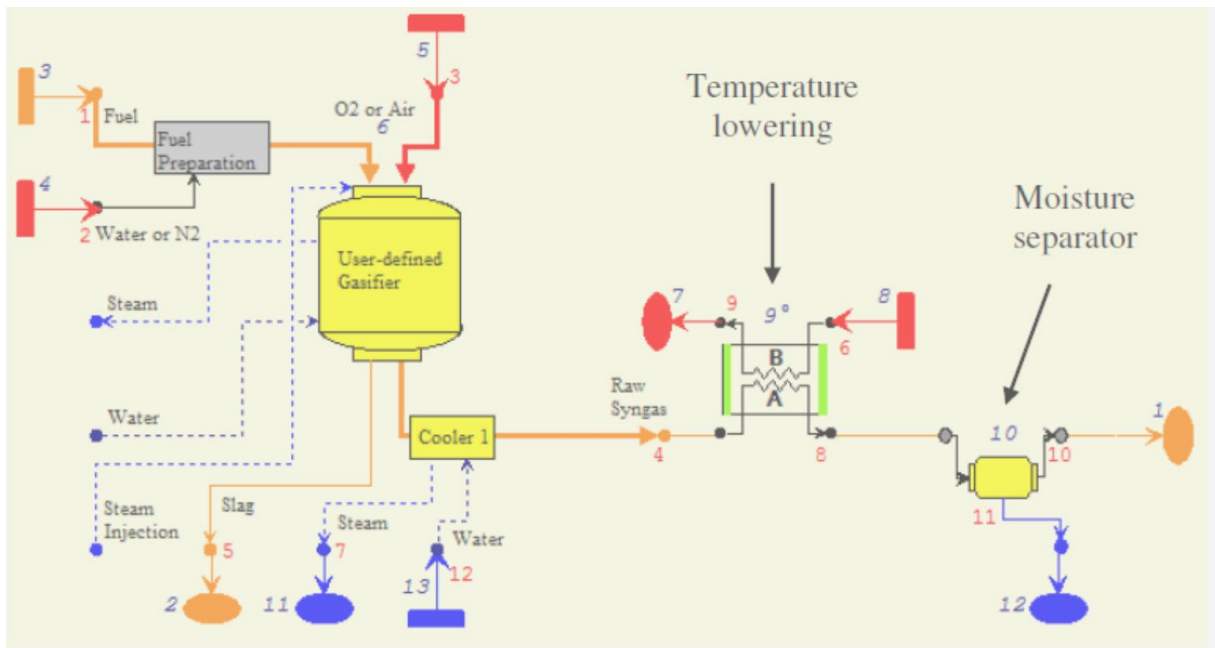 3
1
Fuel
Fuel
Preparation
4
2
Water or N2
5
3
O2 or Air
6
User-defined
Gasifier
Steam
Water
Steam
Injection
Slag
5
2
Cooler 1
Steam
7
11
Water
12
13
Raw
Syngas
4
Temperature
lowering
7
9
9°
8
6
B
A
8
Moisture
separator
10
10
1
11
12